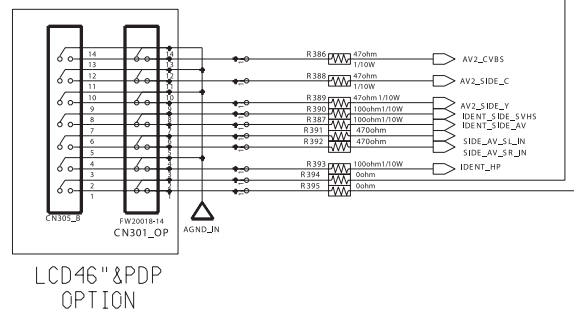 R386 47ohm 1/10W AV2_CVBS
R388 47ohm 1/10W AV2_SIDE_C
R389 47ohm 1/10W AV2_SIDE_Y
R390 100ohm1/10W IDENT_SIDE_SVHS
R387 100ohm1/10W IDENT_SIDE_AV
R391 470ohm SIDE_AV_SL_IN
R392 470ohm SIDE_AV_SR_IN
R393 100ohm1/10W IDENT_HP
R394 0ohm
R395 0ohm
14
13
12
11
10
9
8
7
6
5
4
3
2
1
CN305_B
FW20018-14
CN301_OP
AGND_IN
LCD46"&PDP
OPTION